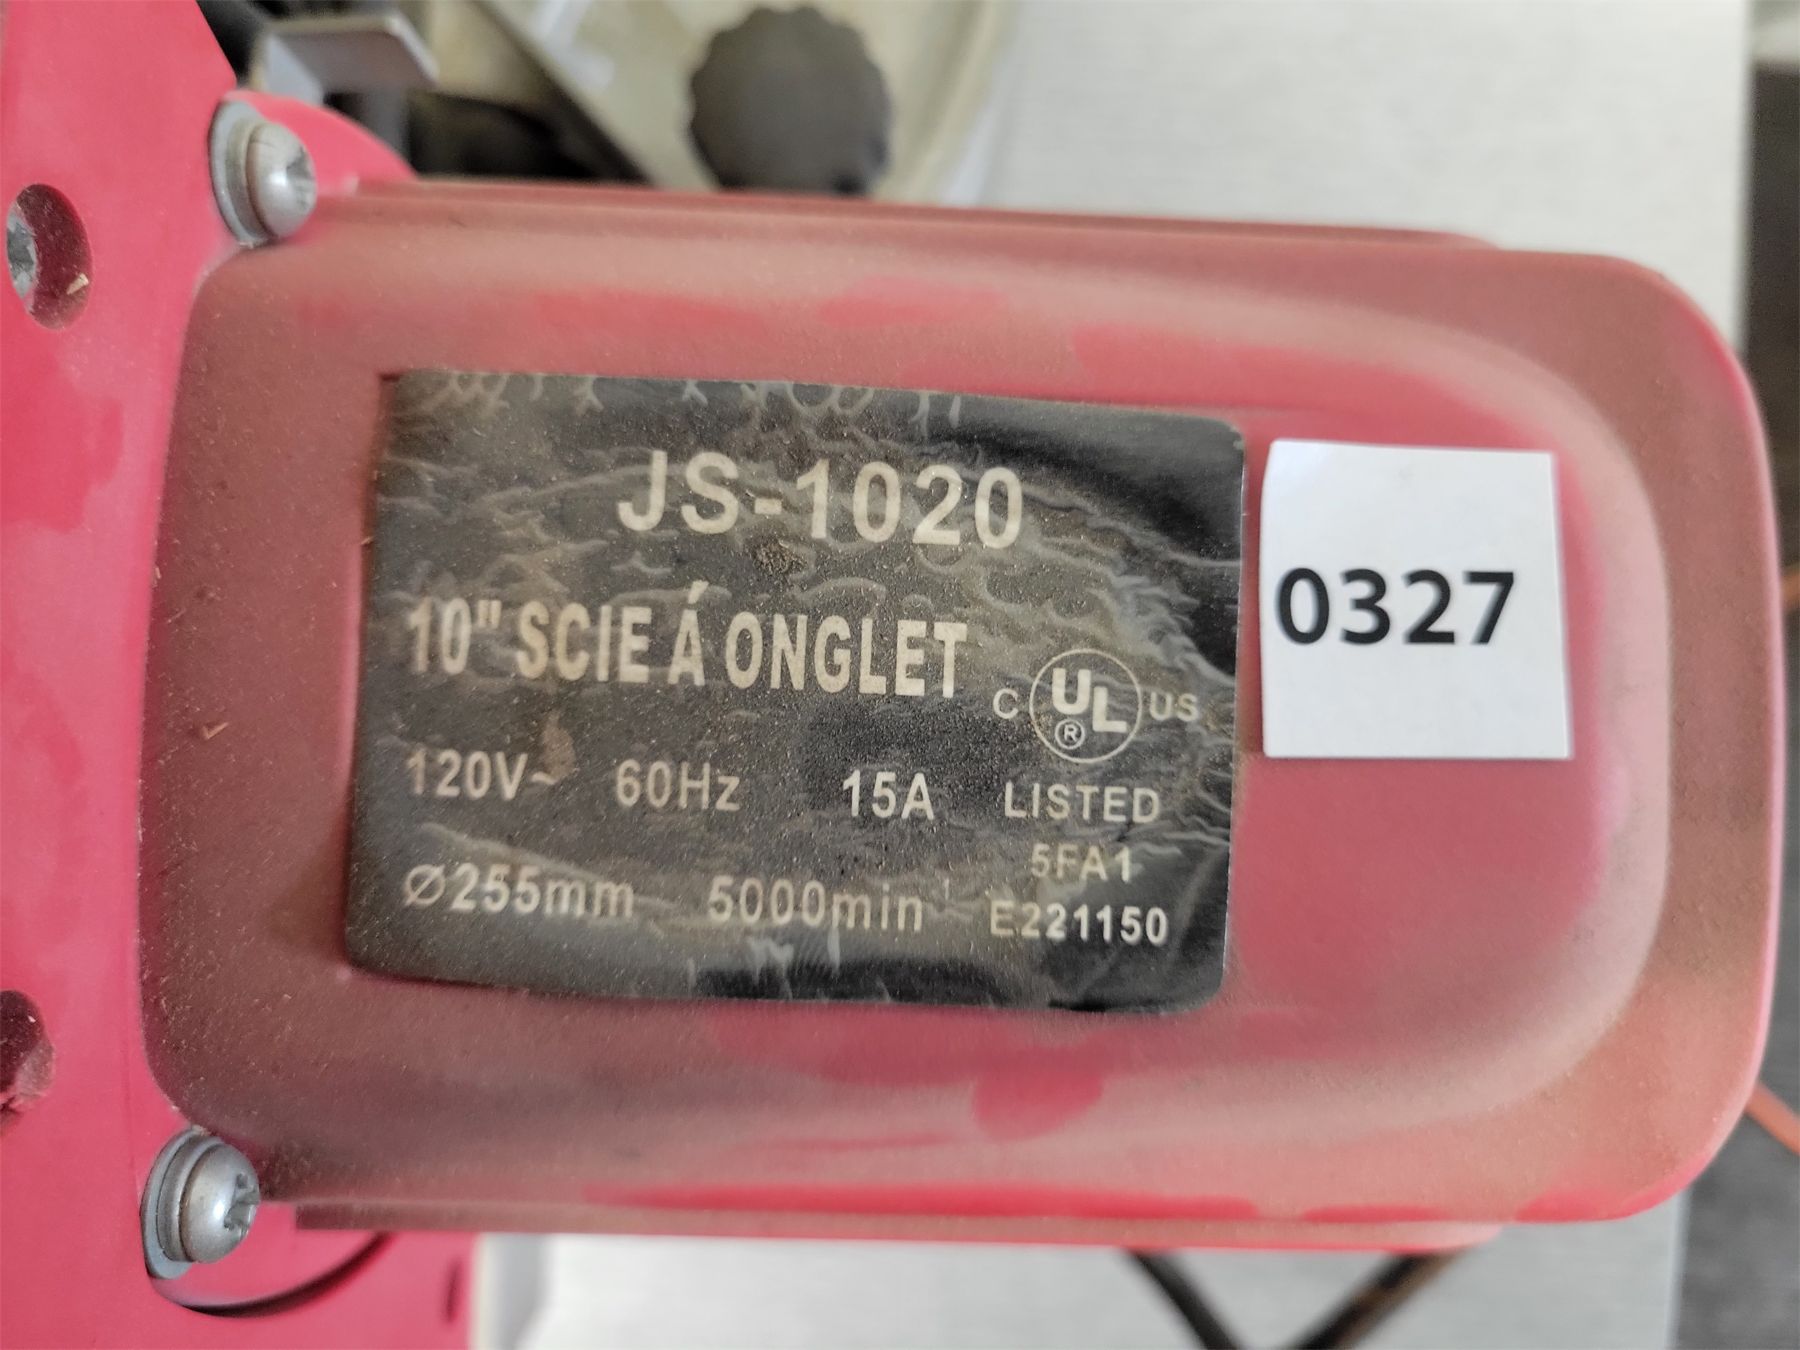 JS-1020
10" SCIE Á ONGLET
C UL® US
120V~ 60Hz 15A LISTED
5FA1
Ø255mm 5000min E221150
0327